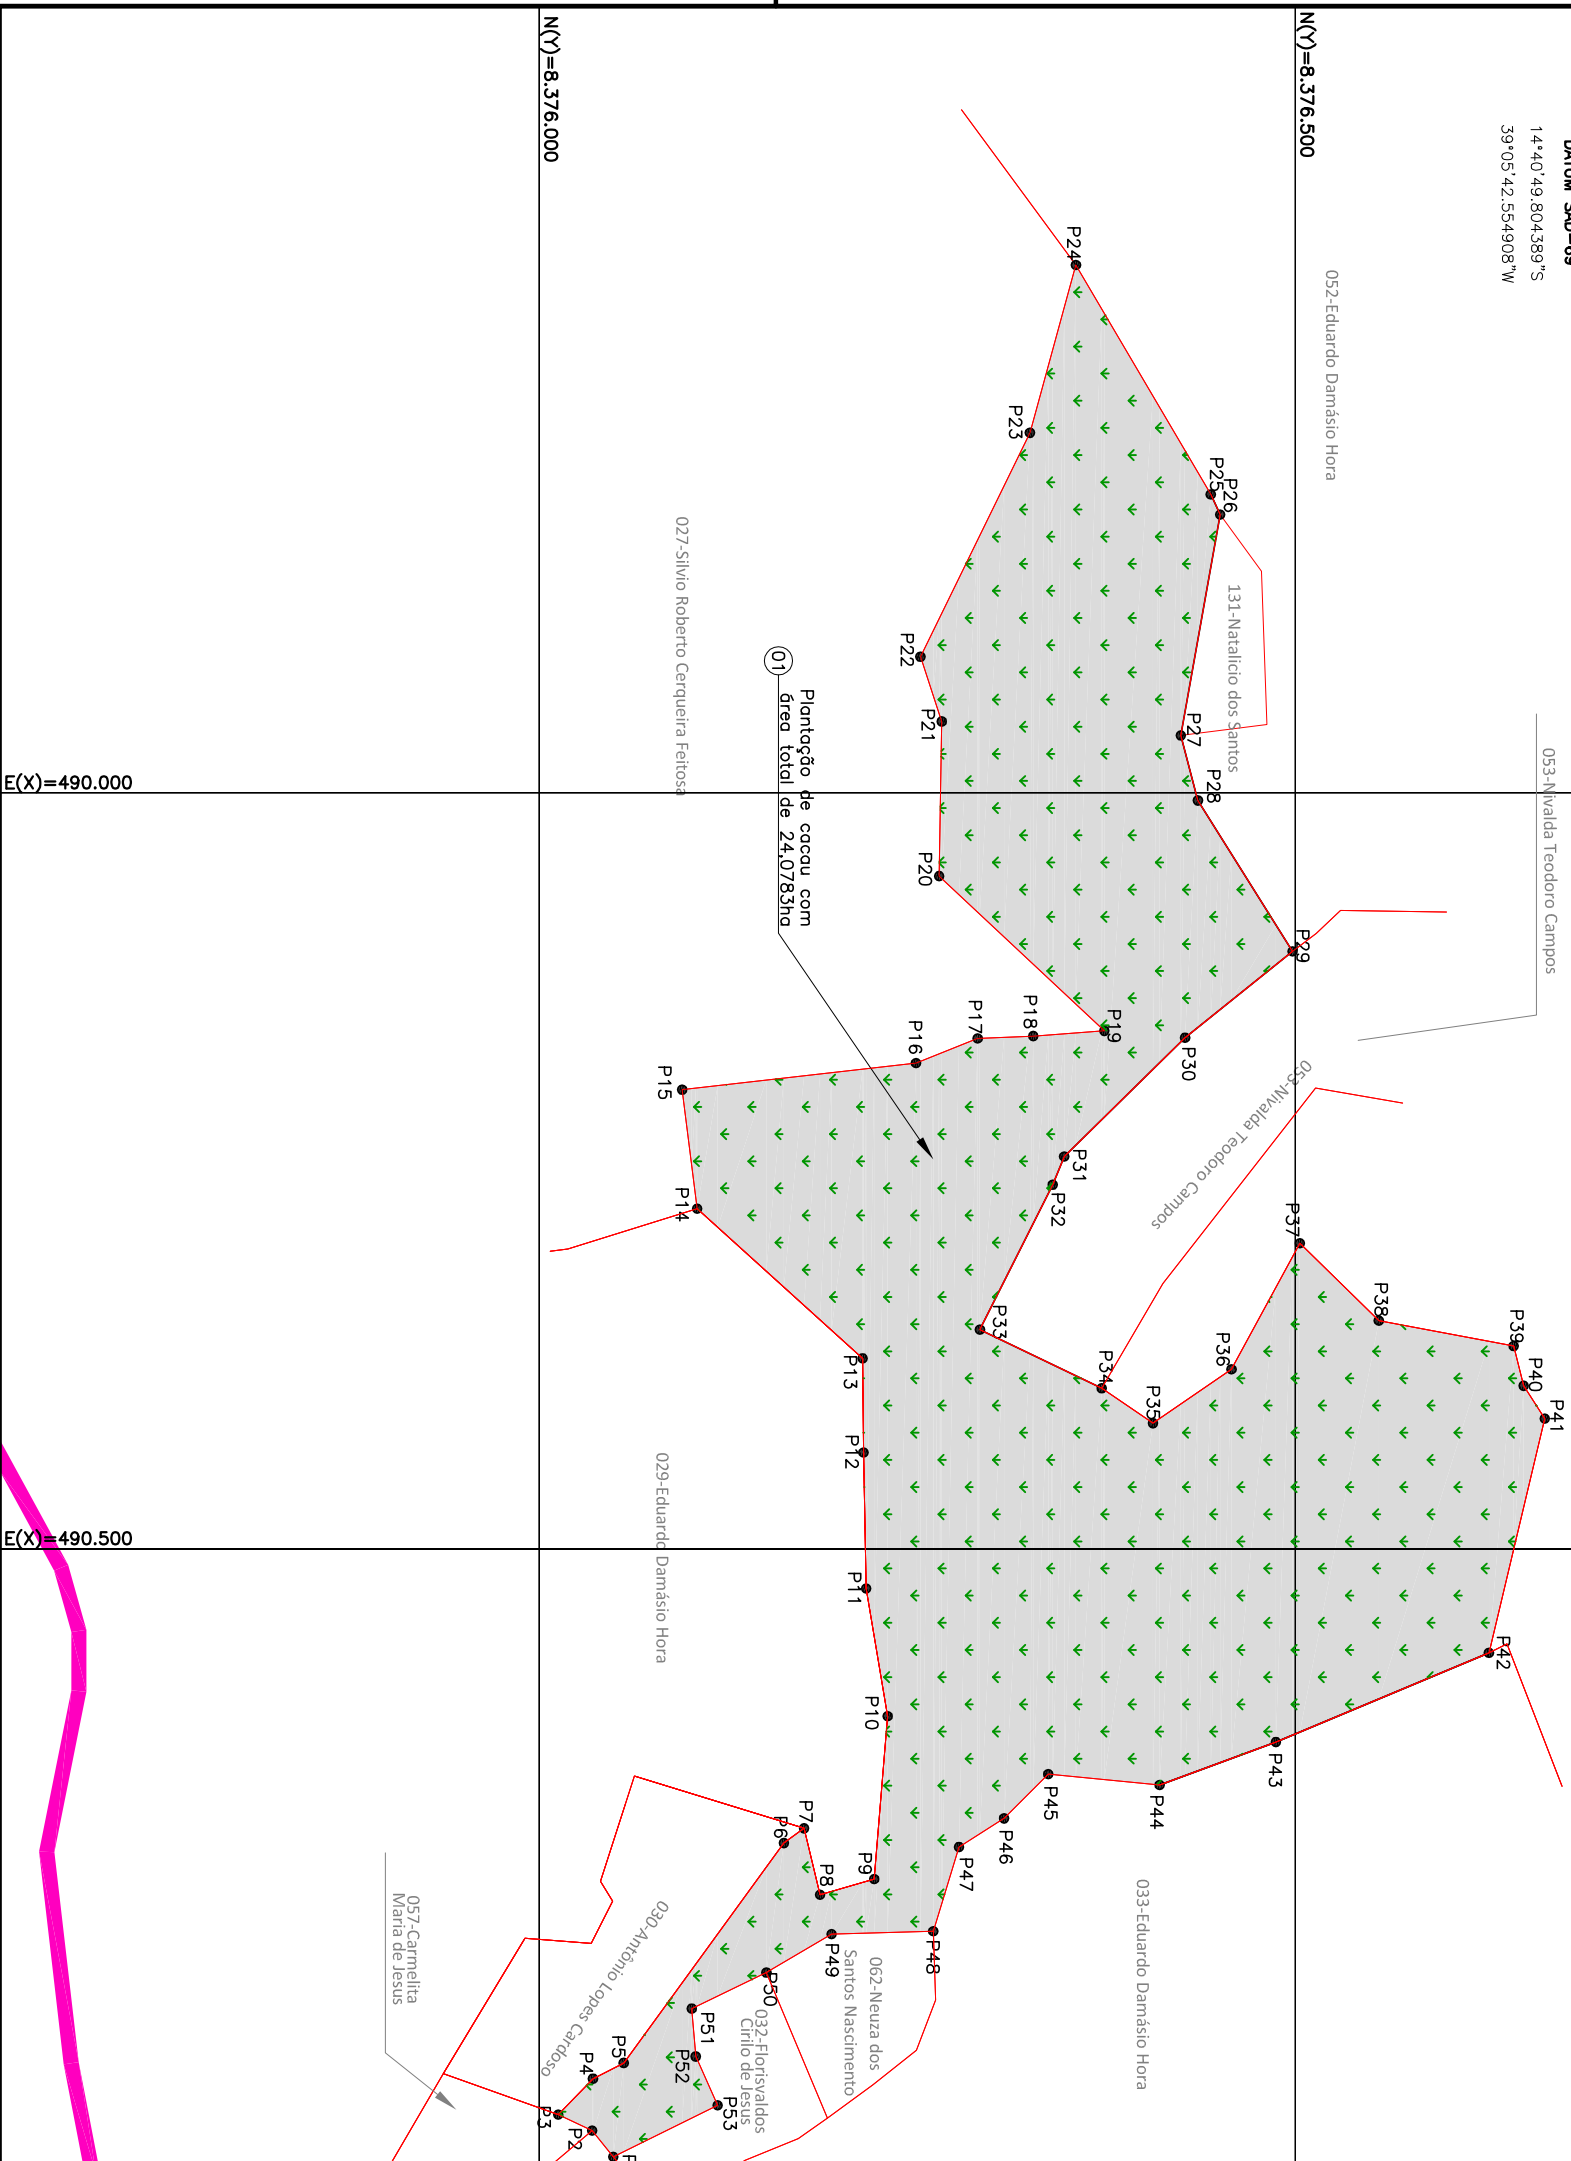 DATUM SAD-69
14°40'49.804389"S
39°05'42.554908"W
N(Y)=8.376.500
N(Y)=8.376.000
E(X)=490.000
E(X)=490.500
052-Eduardo Damásio Hora
131-Natalicio dos Santos
053-Nivalda Teodoro Campos
053-Nivalda Teodoro Campos
027-Silvio Roberto Cerqueira Feitosa
01
Plantação de cacau com
área total de 24,0783ha
029-Eduardo Damásio Hora
033-Eduardo Damásio Hora
062-Neuza dos
Santos Nascimento
032-Florisvaldos
Cirilo de Jesus
030-Antônio Lopes Cardoso
057-Carmelita
Maria de Jesus
P2
P3
P4
P5
P6
P7
P8
P9
P10
P11
P12
P13
P14
P15
P16
P17
P18
P19
P20
P21
P22
P23
P24
P25
P26
P27
P28
P29
P30
P31
P32
P33
P34
P35
P36
P37
P38
P39
P40
P41
P42
P43
P44
P45
P46
P47
P48
P49
P50
P51
P52
P53